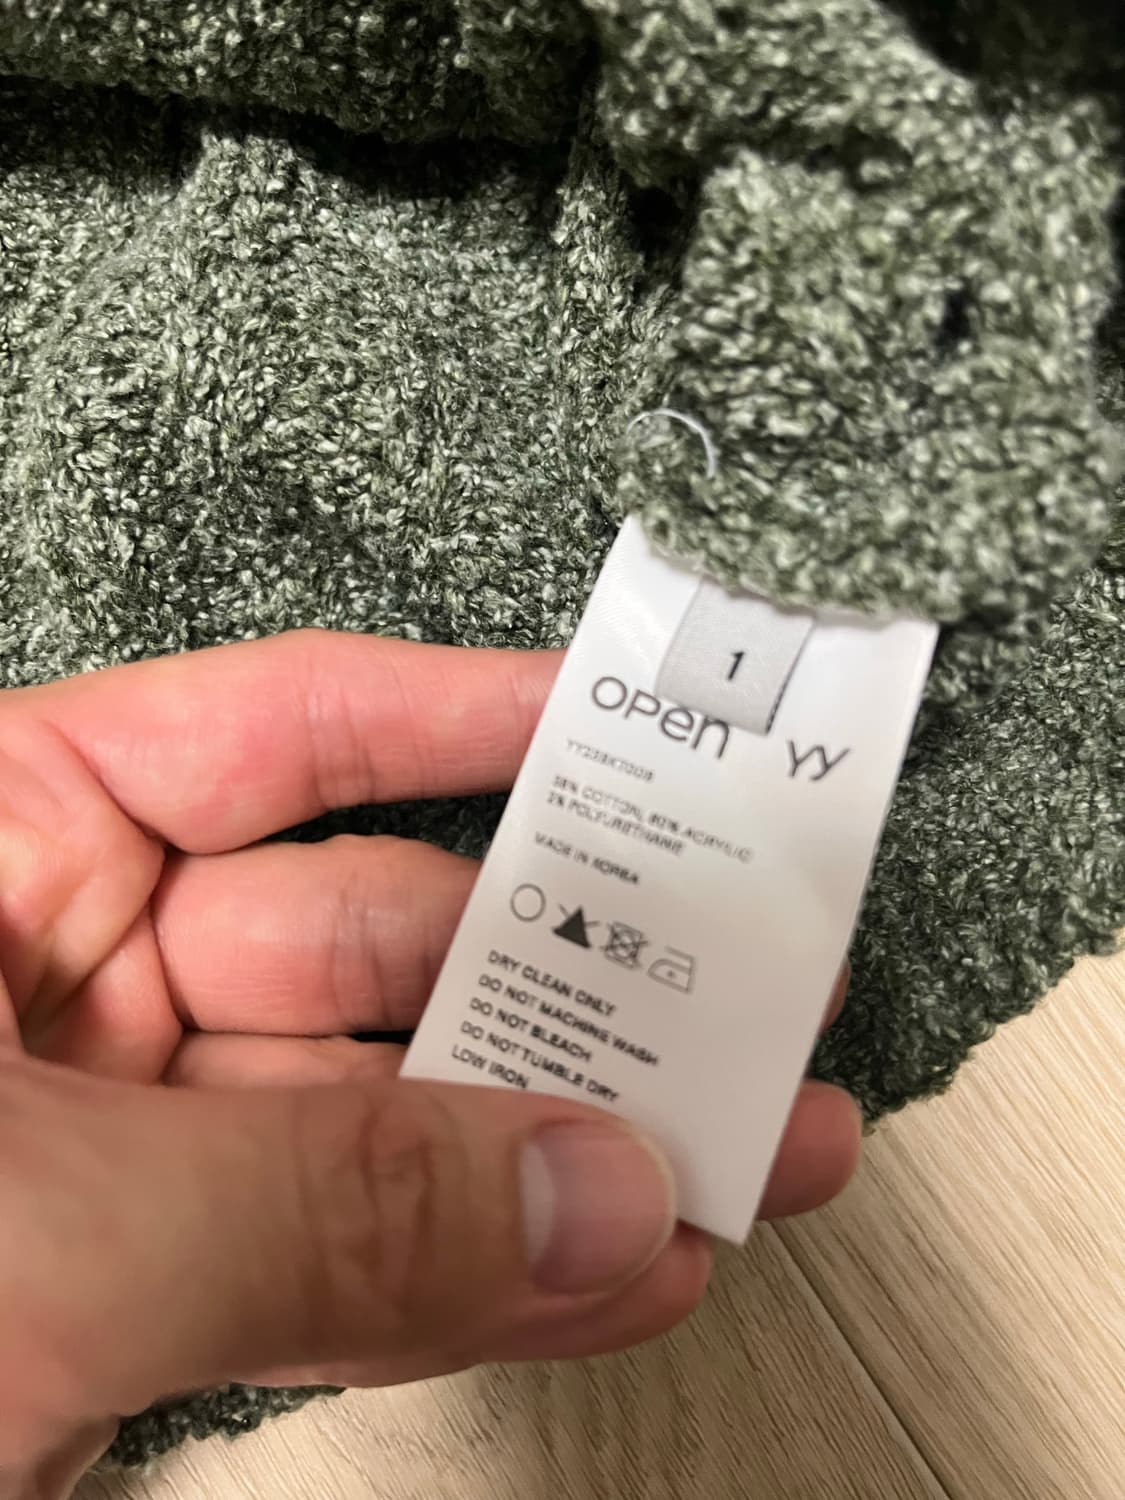 1
open yy
38% COTTON, 60% ACRYLIC
2% POLYURETHANE
MADE IN KOREA
DRY CLEAN ONLY
DO NOT MACHINE WASH
DO NOT BLEACH
DO NOT TUMBLE DRY
LOW IRON